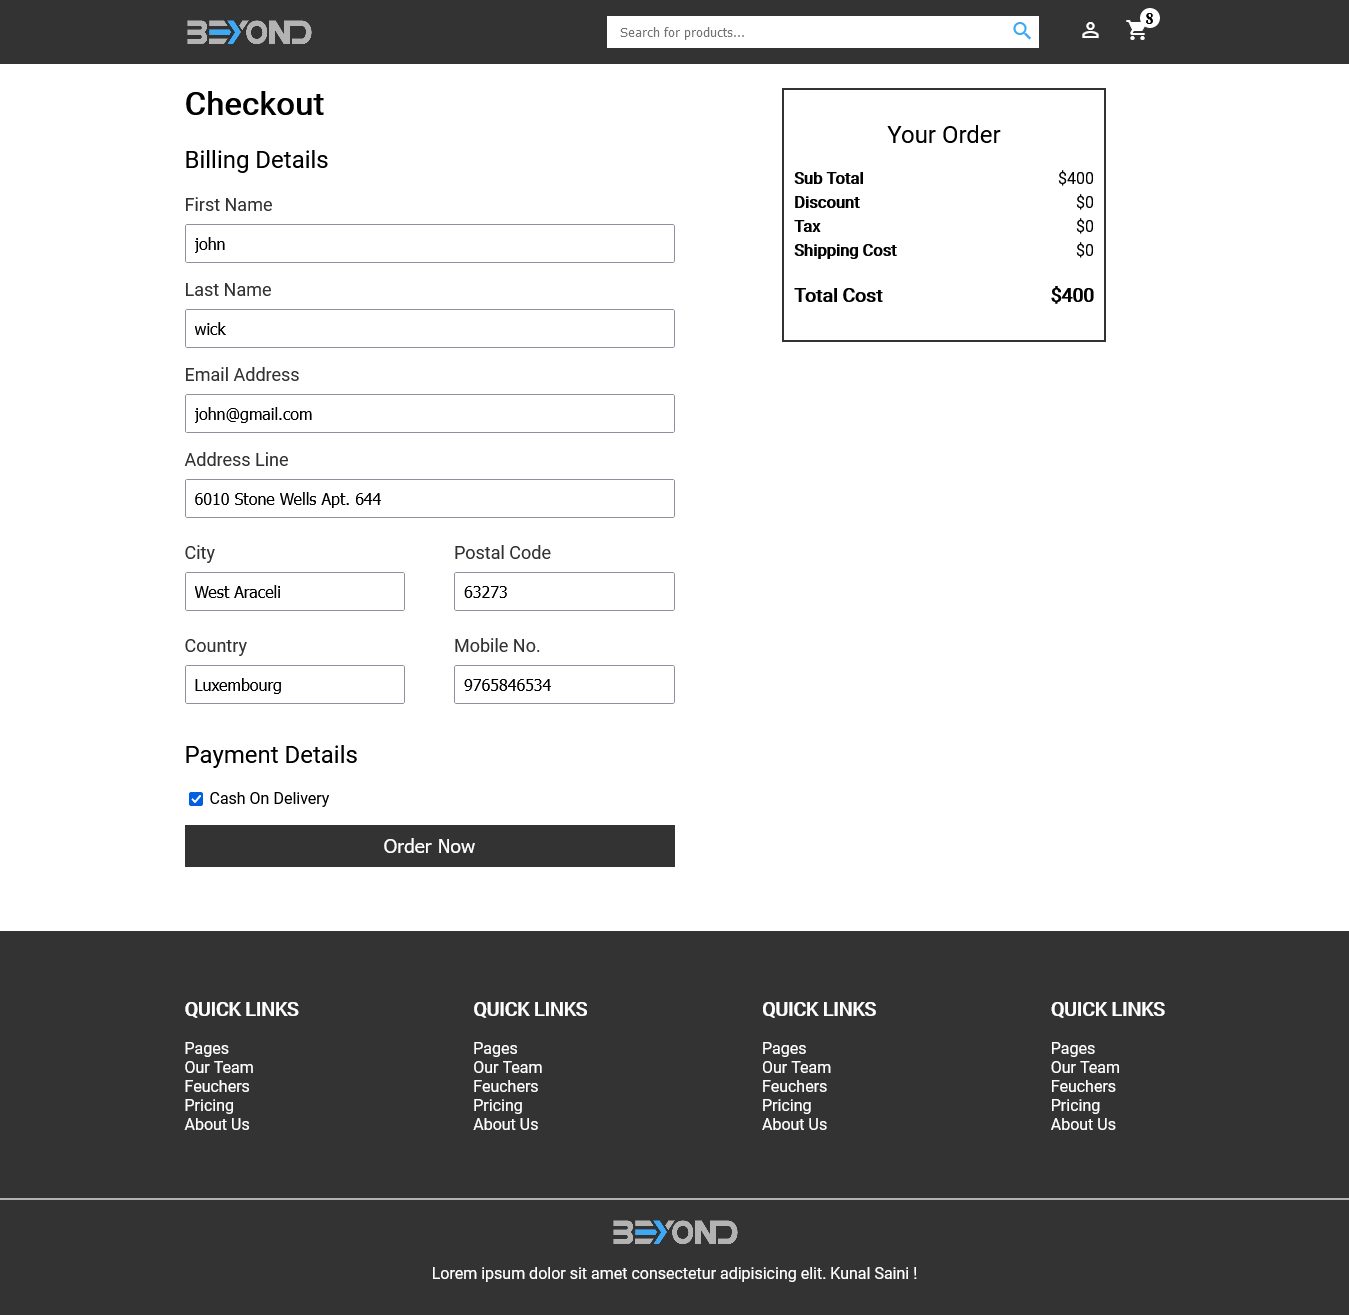 BEYOND
Search for products...
8
Checkout
Billing Details
First Name
john
Last Name
wick
Email Address
john@gmail.com
Address Line
6010 Stone Wells Apt. 644
City
Postal Code
West Araceli
63273
Country
Mobile No.
Luxembourg
9765846534
Payment Details
Cash On Delivery
Order Now
Your Order
Sub Total $400
Discount $0
Tax $0
Shipping Cost $0
Total Cost $400
QUICK LINKS
Pages
Our Team
Feuchers
Pricing
About Us
QUICK LINKS
Pages
Our Team
Feuchers
Pricing
About Us
QUICK LINKS
Pages
Our Team
Feuchers
Pricing
About Us
QUICK LINKS
Pages
Our Team
Feuchers
Pricing
About Us
BEYOND
Lorem ipsum dolor sit amet consectetur adipisicing elit. Kunal Saini !